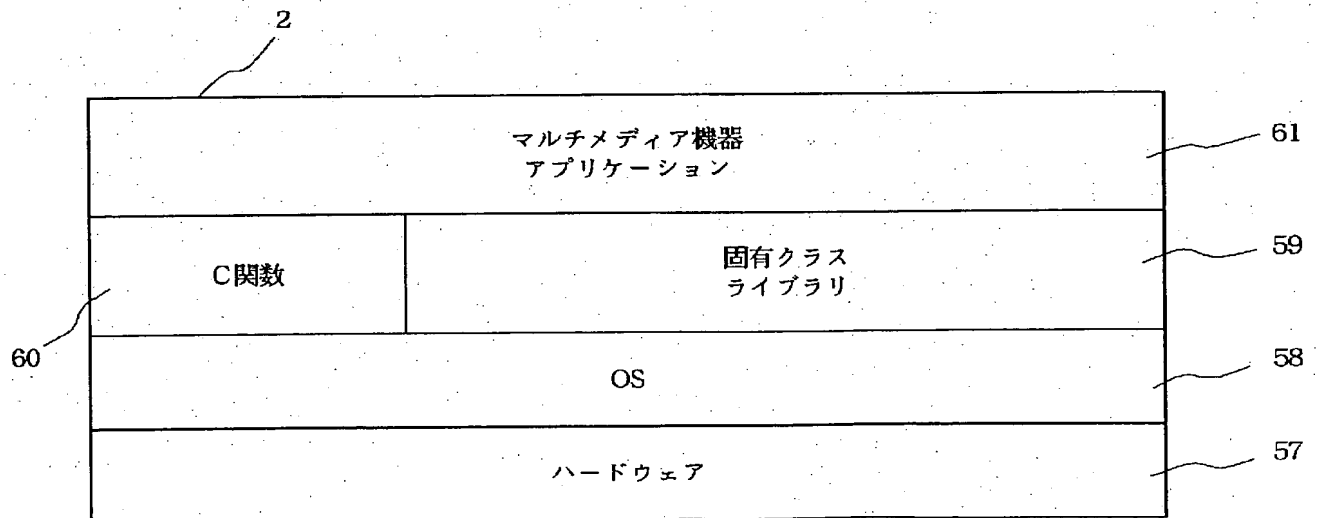 2
マルチメディア機器
アプリケーション
61
C関数
固有クラス
ライブラリ
59
60
OS
58
ハードウェア
57